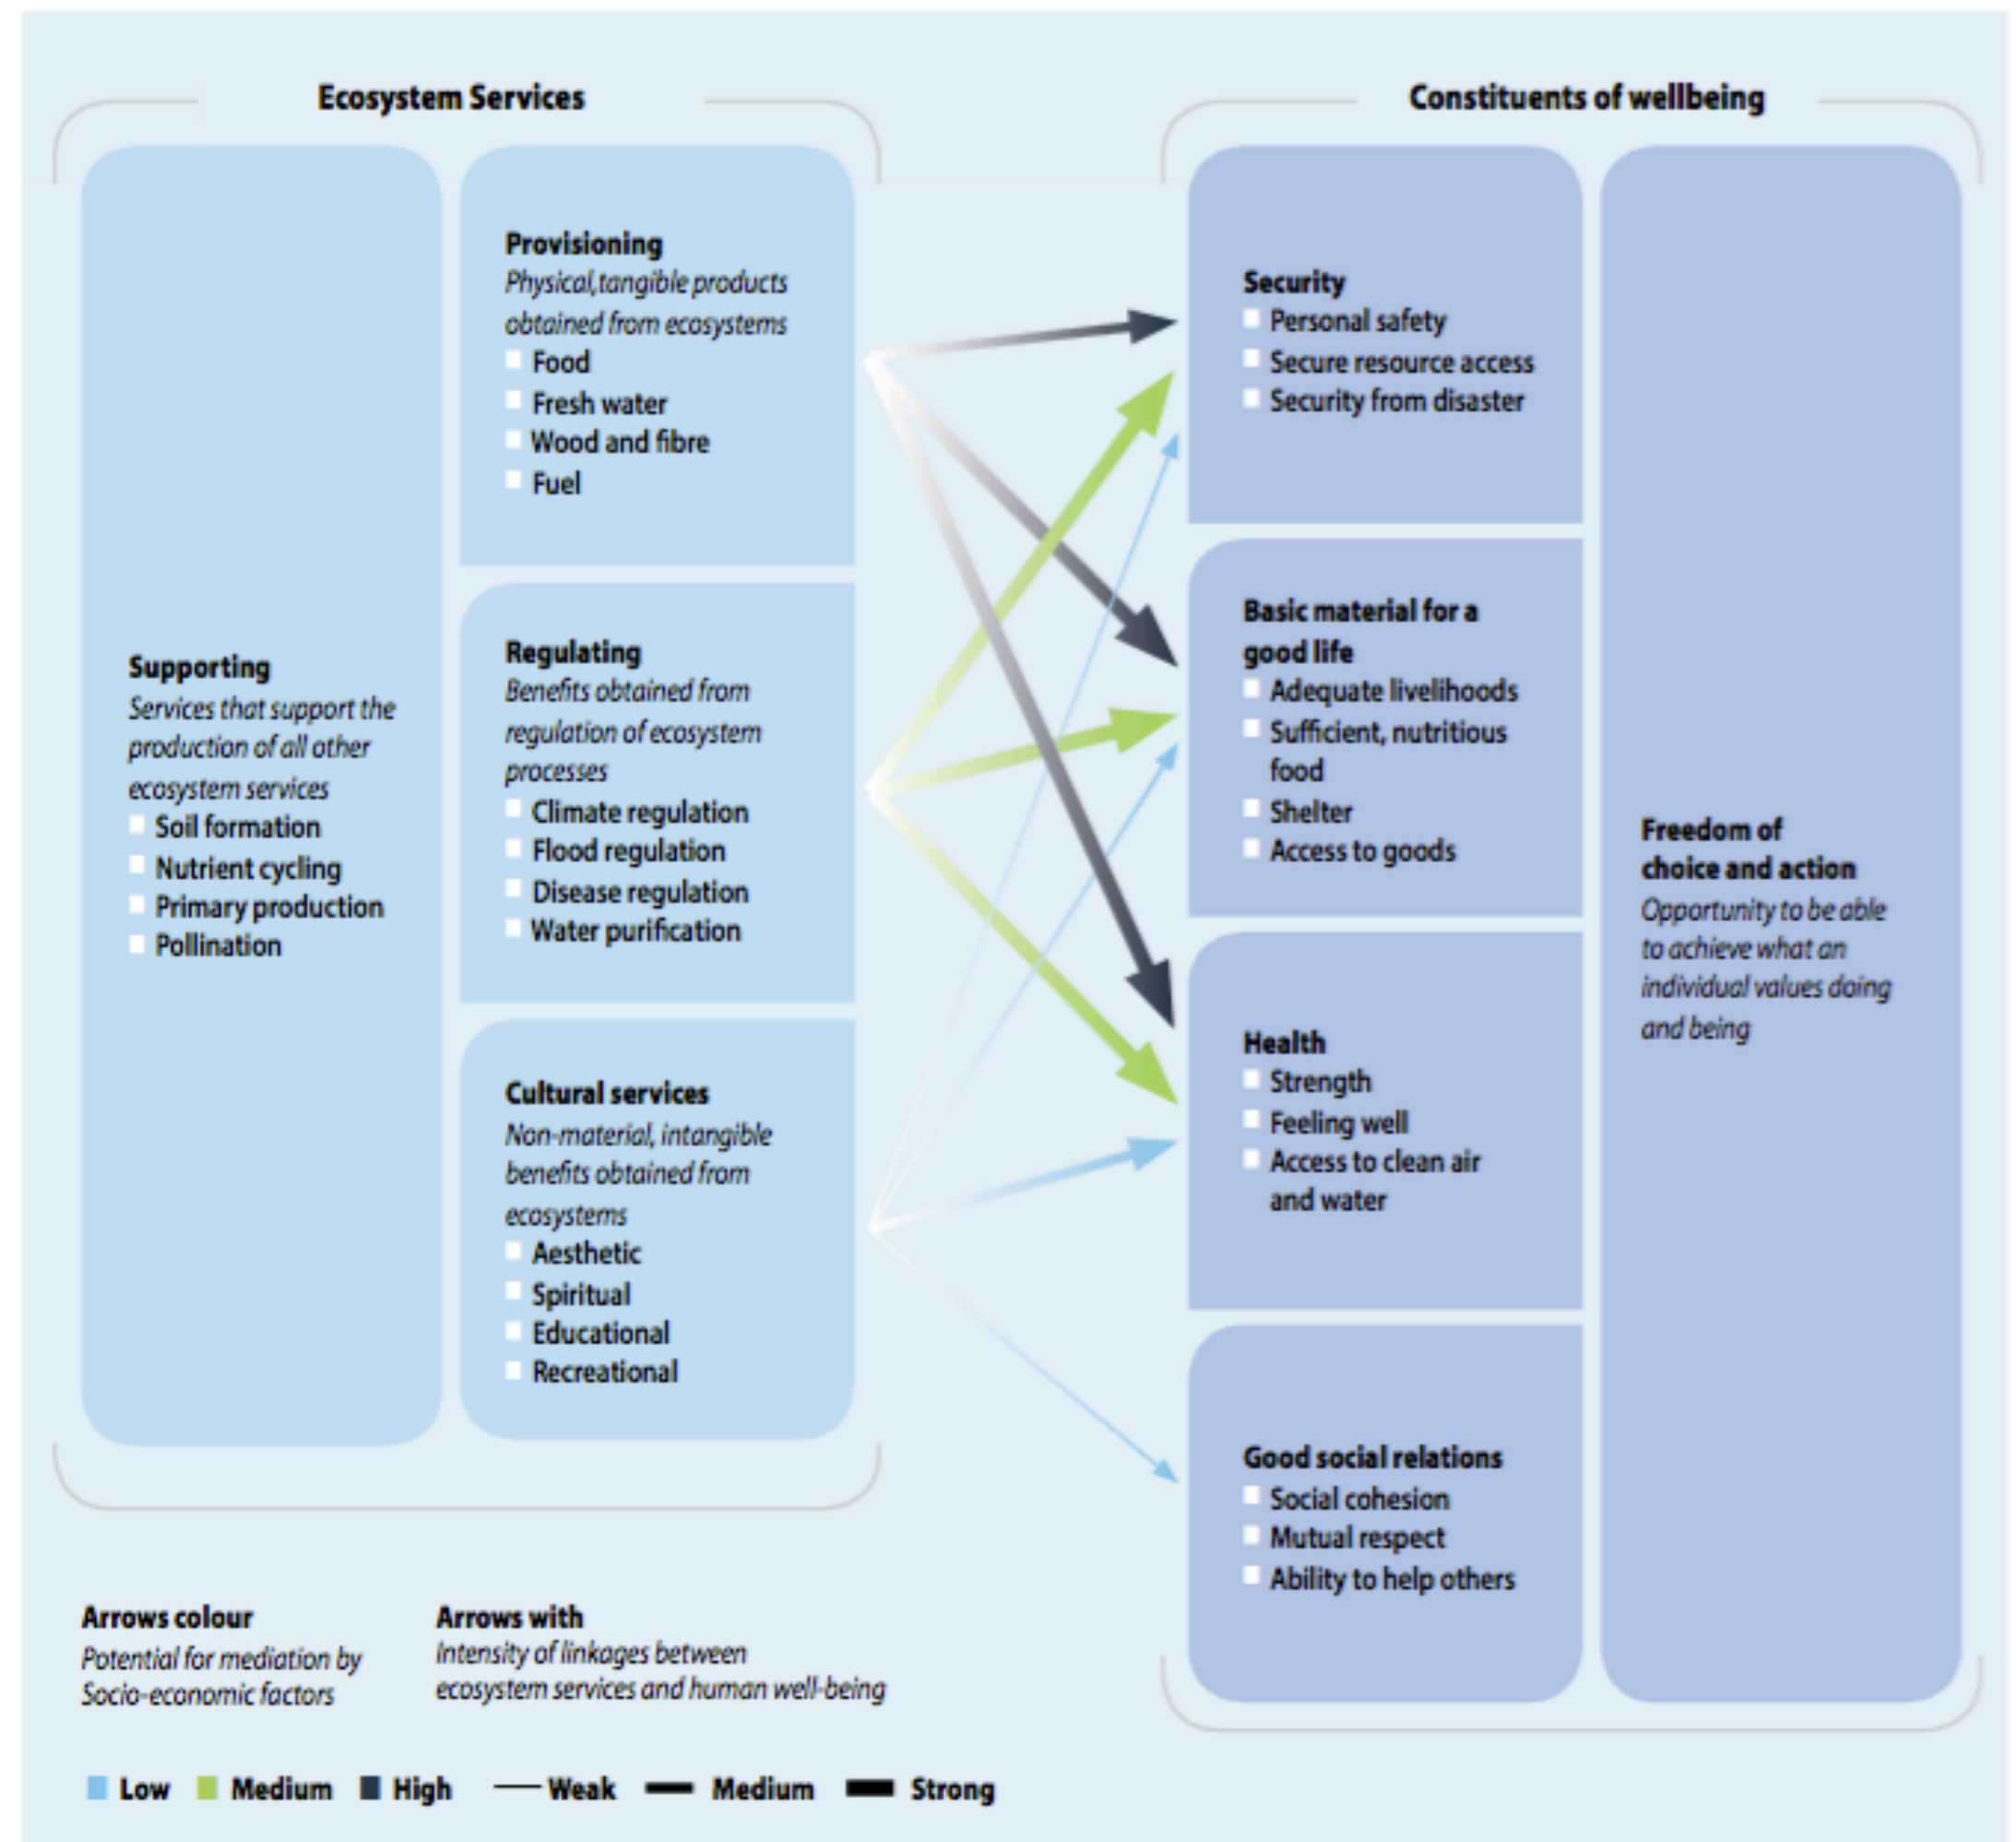 Ecosystem Services
Supporting
Services that support the
production of all other
ecosystem services
Soil formation
Nutrient cycling
Primary production
Pollination
Provisioning
Physical,tangible products
obtained from ecosystems
Food
Fresh water
Wood and fibre
Fuel
Regulating
Benefits obtained from
regulation of ecosystem
processes
Climate regulation
Flood regulation
Disease regulation
Water purification
Cultural services
Non-material, intangible
benefits obtained from
ecosystems
Aesthetic
Spiritual
Educational
Recreational
Constituents of wellbeing
Security
Personal safety
Secure resource access
Security from disaster
Basic material for a
good life
Adequate livelihoods
Sufficient, nutritious
food
Shelter
Access to goods
Health
Strength
Feeling well
Access to clean air
and water
Good social relations
Social cohesion
Mutual respect
Ability to help others
Freedom of
choice and action
Opportunity to be able
to achieve what an
individual values doing
and being
Arrows colour
Potential for mediation by
Socio-economic factors
Arrows with
Intensity of linkages between
ecosystem services and human well-being
Low Medium High Weak Medium Strong